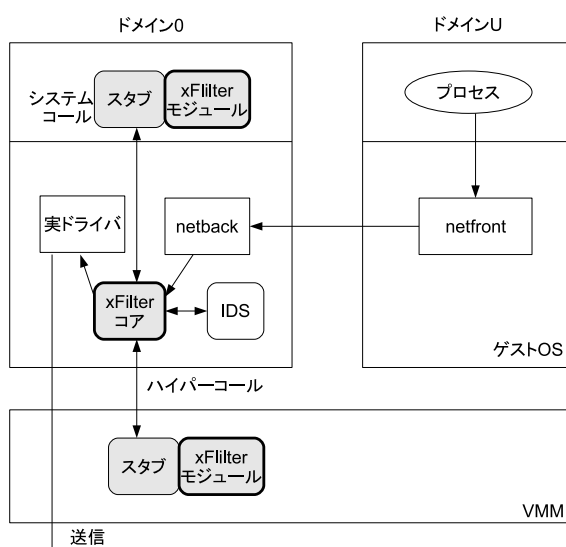 ドメイン0
ドメインU
システム
コール
スタブ
xFlilter
モジュール
プロセス
実ドライバ
netback
netfront
xFilter
コア
IDS
ゲストOS
ハイパーコール
スタブ
xFlilter
モジュール
VMM
送信